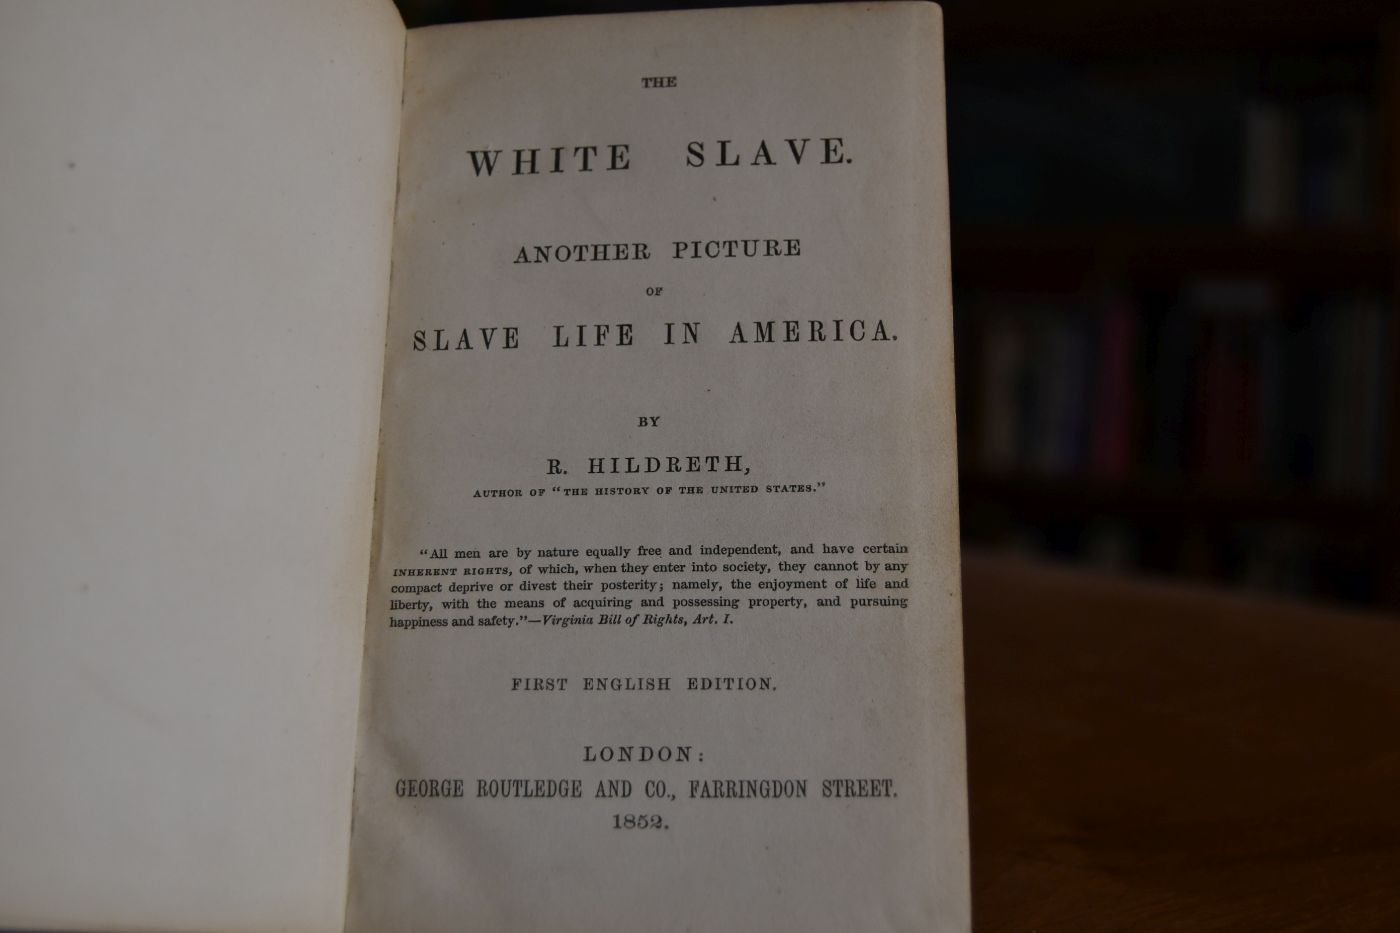 THE
WHITE SLAVE.
ANOTHER PICTURE
OF
SLAVE LIFE IN AMERICA.
BY
R. HILDRETH,
AUTHOR OF "THE HISTORY OF THE UNITED STATES."
"All men are by nature equally free and independent, and have certain
INHERENT RIGHTS, of which, when they enter into society, they cannot by any
compact deprive or divest their posterity; namely, the enjoyment of life and
liberty, with the means of acquiring and possessing property, and pursuing
happiness and safety."—Virginia Bill of Rights, Art. I.
FIRST ENGLISH EDITION.
LONDON:
GEORGE ROUTLEDGE AND CO., FARRINGDON STREET.
1852.